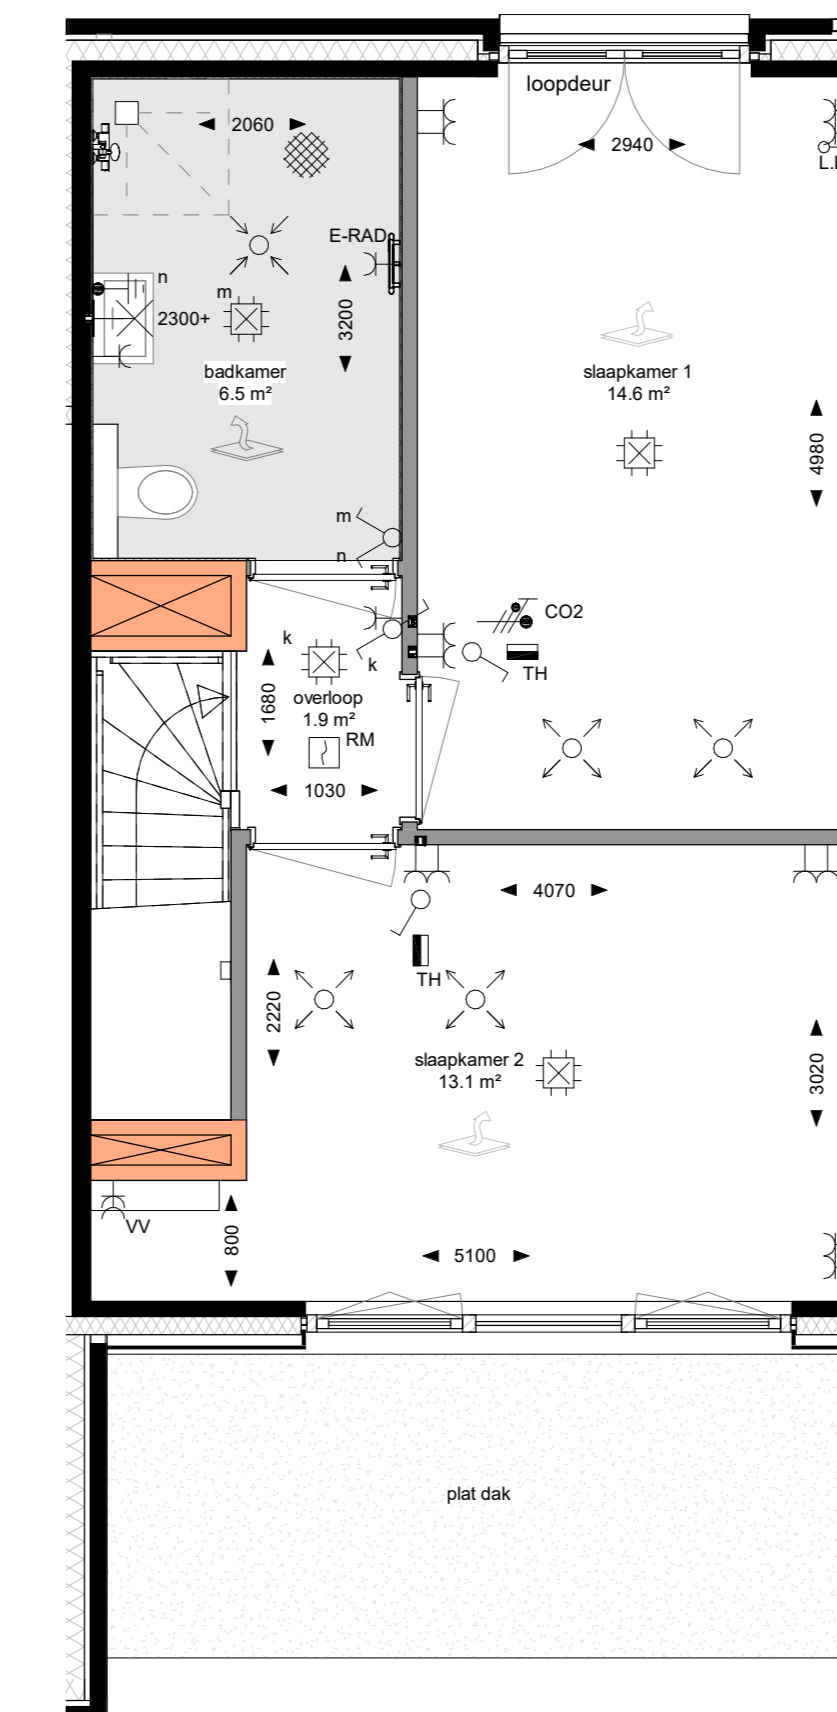 loopdeur
2060
2940
E-RAD
n
m
2300+
3200
badkamer
6.5 m²
slaapkamer 1
14.6 m²
4980
m
n
CO2
k
k
TH
1680
overloop
1.9 m²
RM
1030
4070
TH
2220
slaapkamer 2
13.1 m²
3020
VV
800
5100
plat dak